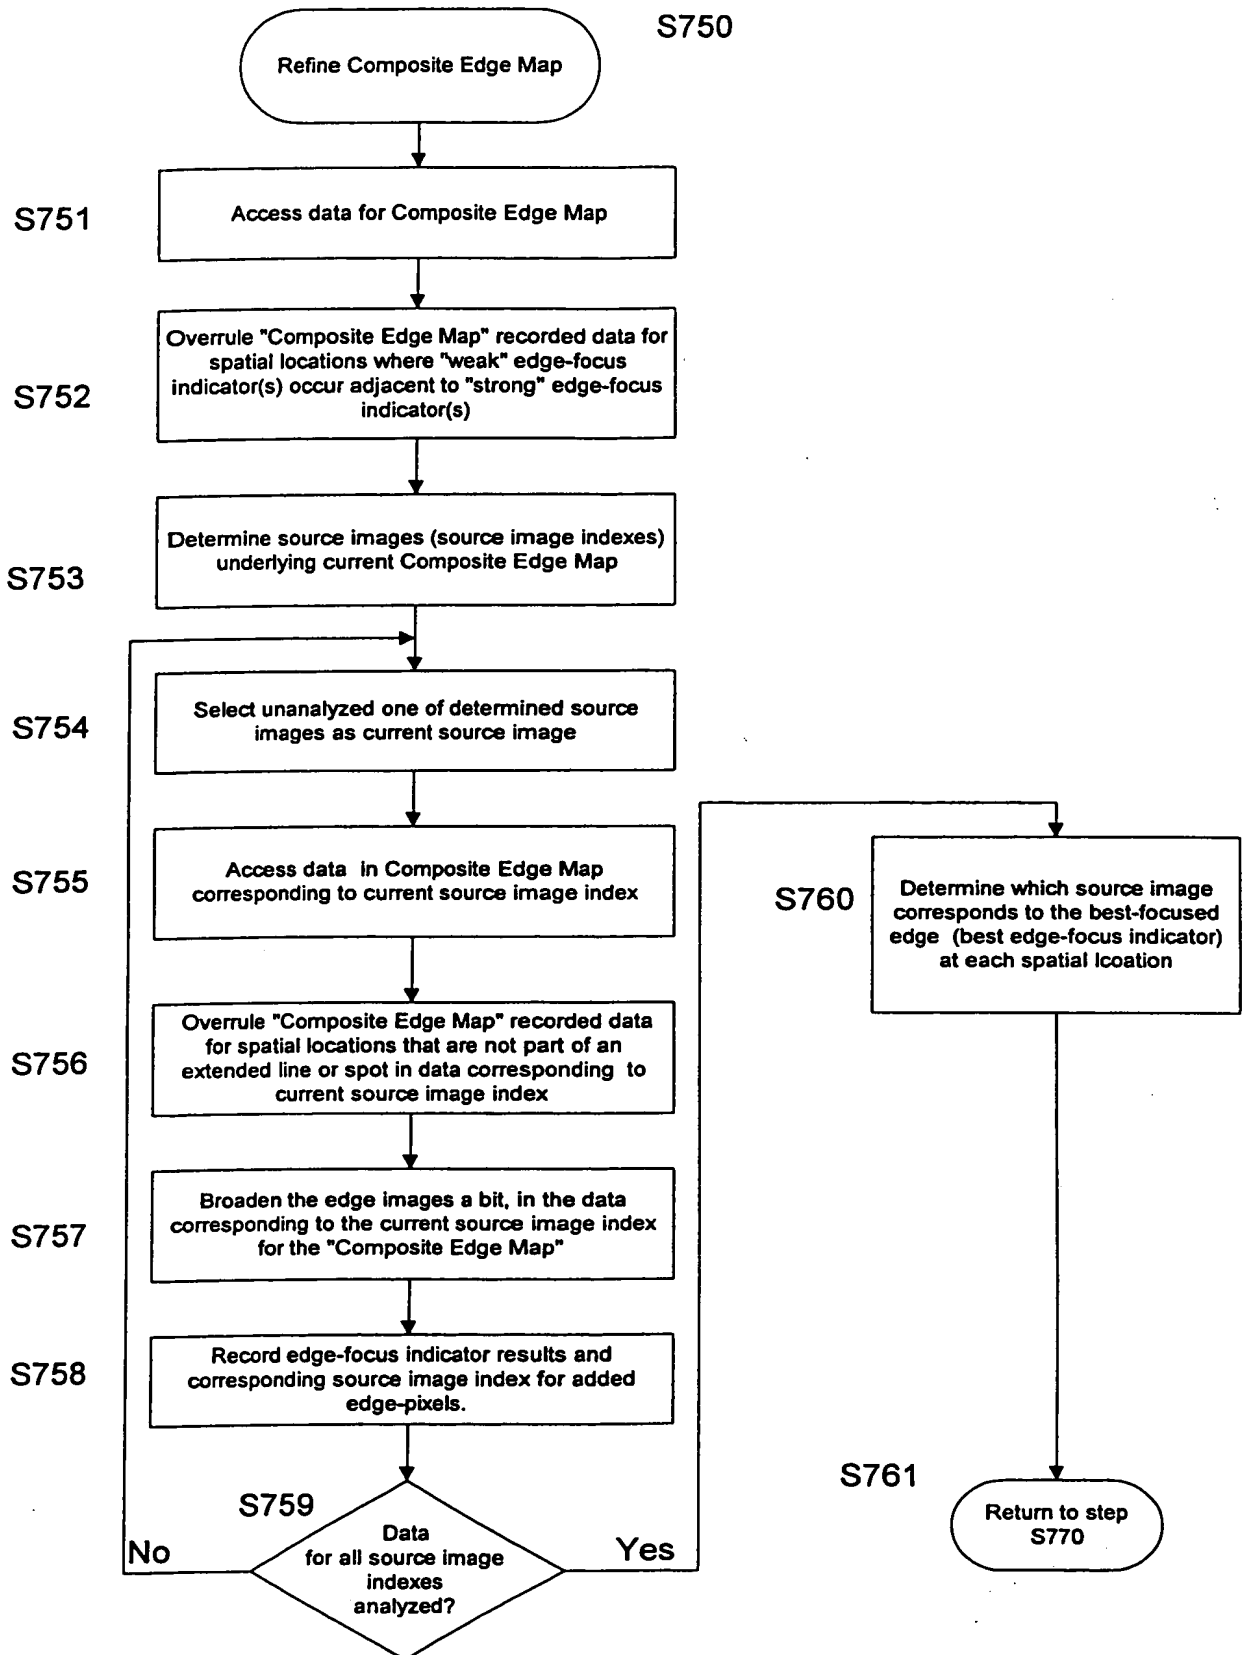 S750
Refine Composite Edge Map
S751
Access data for Composite Edge Map
S752
Overrule "Composite Edge Map" recorded data for
spatial locations where "weak" edge-focus
indicator(s) occur adjacent to "strong" edge-focus
indicator(s)
S753
Determine source images (source image indexes)
underlying current Composite Edge Map
S754
Select unanalyzed one of determined source
images as current source image
S755
Access data in Composite Edge Map
corresponding to current source image index
S756
Overrule "Composite Edge Map" recorded data
for spatial locations that are not part of an
extended line or spot in data corresponding to
current source image index
S757
Broaden the edge images a bit, in the data
corresponding to the current source image index
for the "Composite Edge Map"
S758
Record edge-focus indicator results and
corresponding source image index for added
edge-pixels.
S759
Data
for all source image
indexes
analyzed?
No
Yes
S760
Determine which source image
corresponds to the best-focused
edge (best edge-focus indicator)
at each spatial lcoation
S761
Return to step
S770